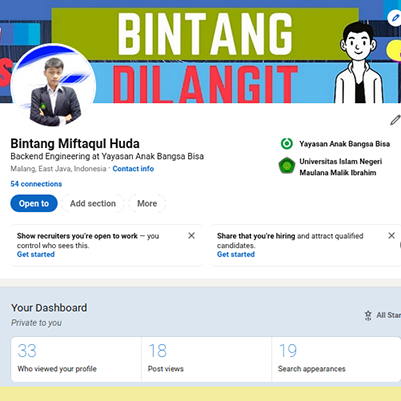 BINTANG
DILANGIT
Bintang Miftaqul Huda
Backend Engineering at Yayasan Anak Bangsa Bisa
Malang, East Java, Indonesia · Contact info
54 connections
Yayasan Anak Bangsa Bisa
Universitas Islam Negeri
Maulana Malik Ibrahim
Open to
Add section
More
Show recruiters you're open to work — you
control who sees this.
Get started
Share that you're hiring and attract qualified
candidates.
Get started
Your Dashboard
Private to you
All Star
33
Who viewed your profile
18
Post views
19
Search appearances